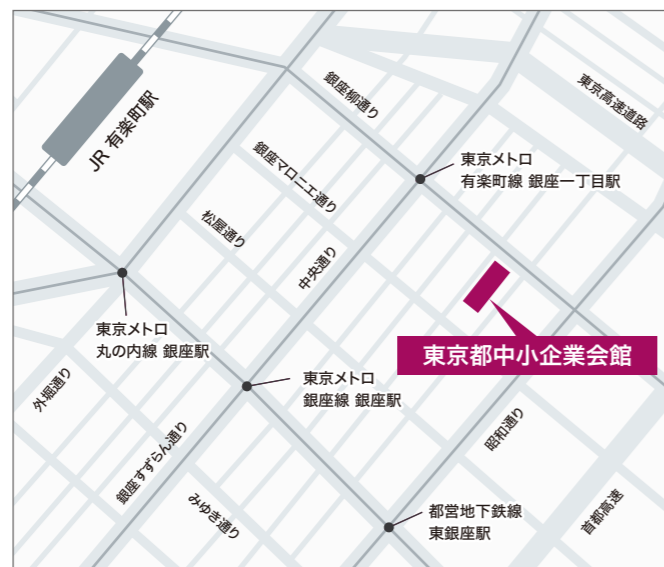 JR 有楽町駅
銀座柳通り
東京高速道路
銀座マロニエ通り
東京メトロ
有楽町線 銀座一丁目駅
松屋通り
中央通り
東京メトロ
丸の内線 銀座駅
東京都中小企業会館
外堀通り
東京メトロ
銀座線 銀座駅
昭和通り
銀座すずらん通り
みゆき通り
都営地下鉄線
東銀座駅
首都高速